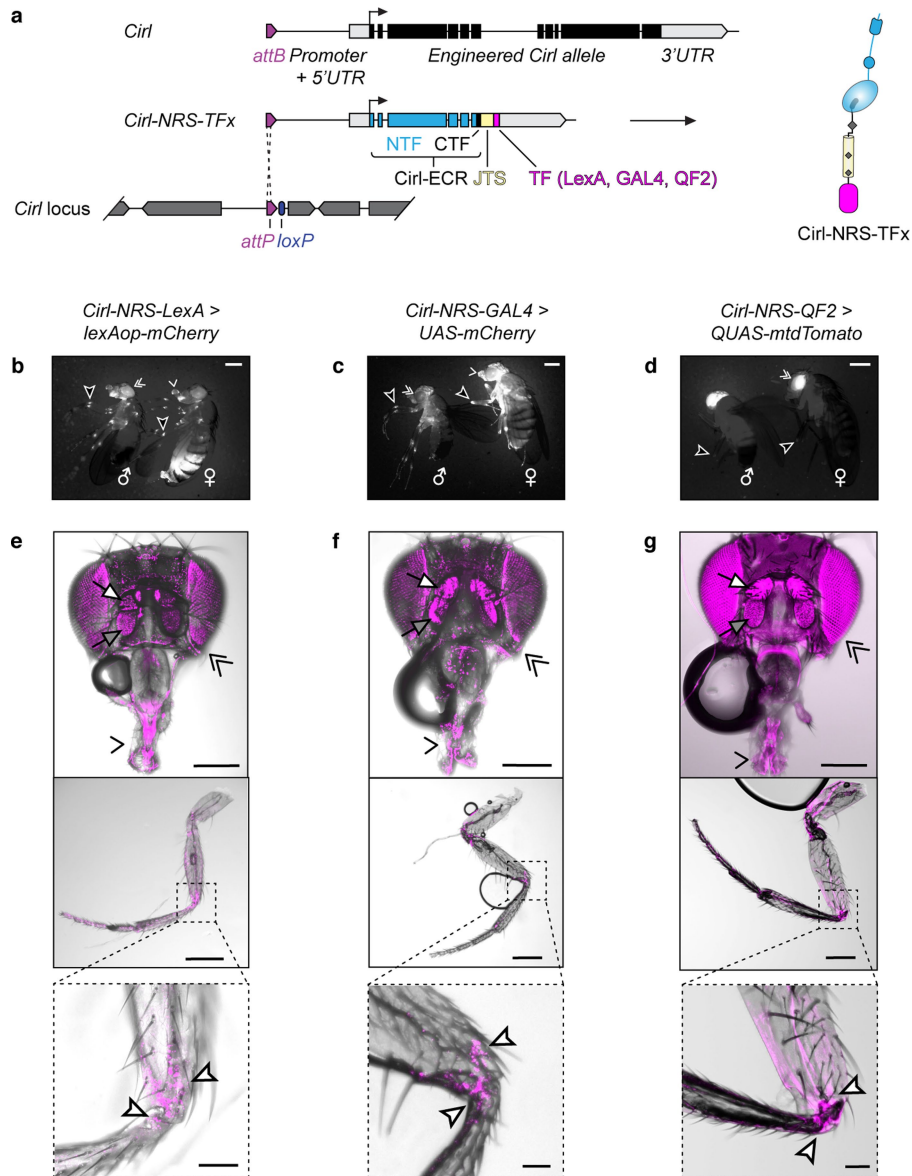 a
Cirl
attB Promoter + 5'UTR
Engineered Cirl allele
3'UTR
Cirl-NRS-TFx
NTF CTF
Cirl-ECR JTS TF (LexA, GAL4, QF2)
Cirl locus
attP loxP
Cirl-NRS-TFx
Cirl-NRS-LexA >
lexAop-mCherry
Cirl-NRS-GAL4 >
UAS-mCherry
Cirl-NRS-QF2 >
QUAS-mtdTomato
b
♂ ♀
c
♂ ♀
d
♂ ♀
e
f
g